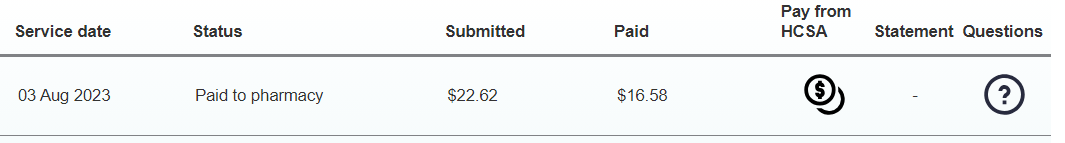 Service date Status Submitted Paid Pay from HCSA Statement Questions
03 Aug 2023 Paid to pharmacy $22.62 $16.58 $ - ?